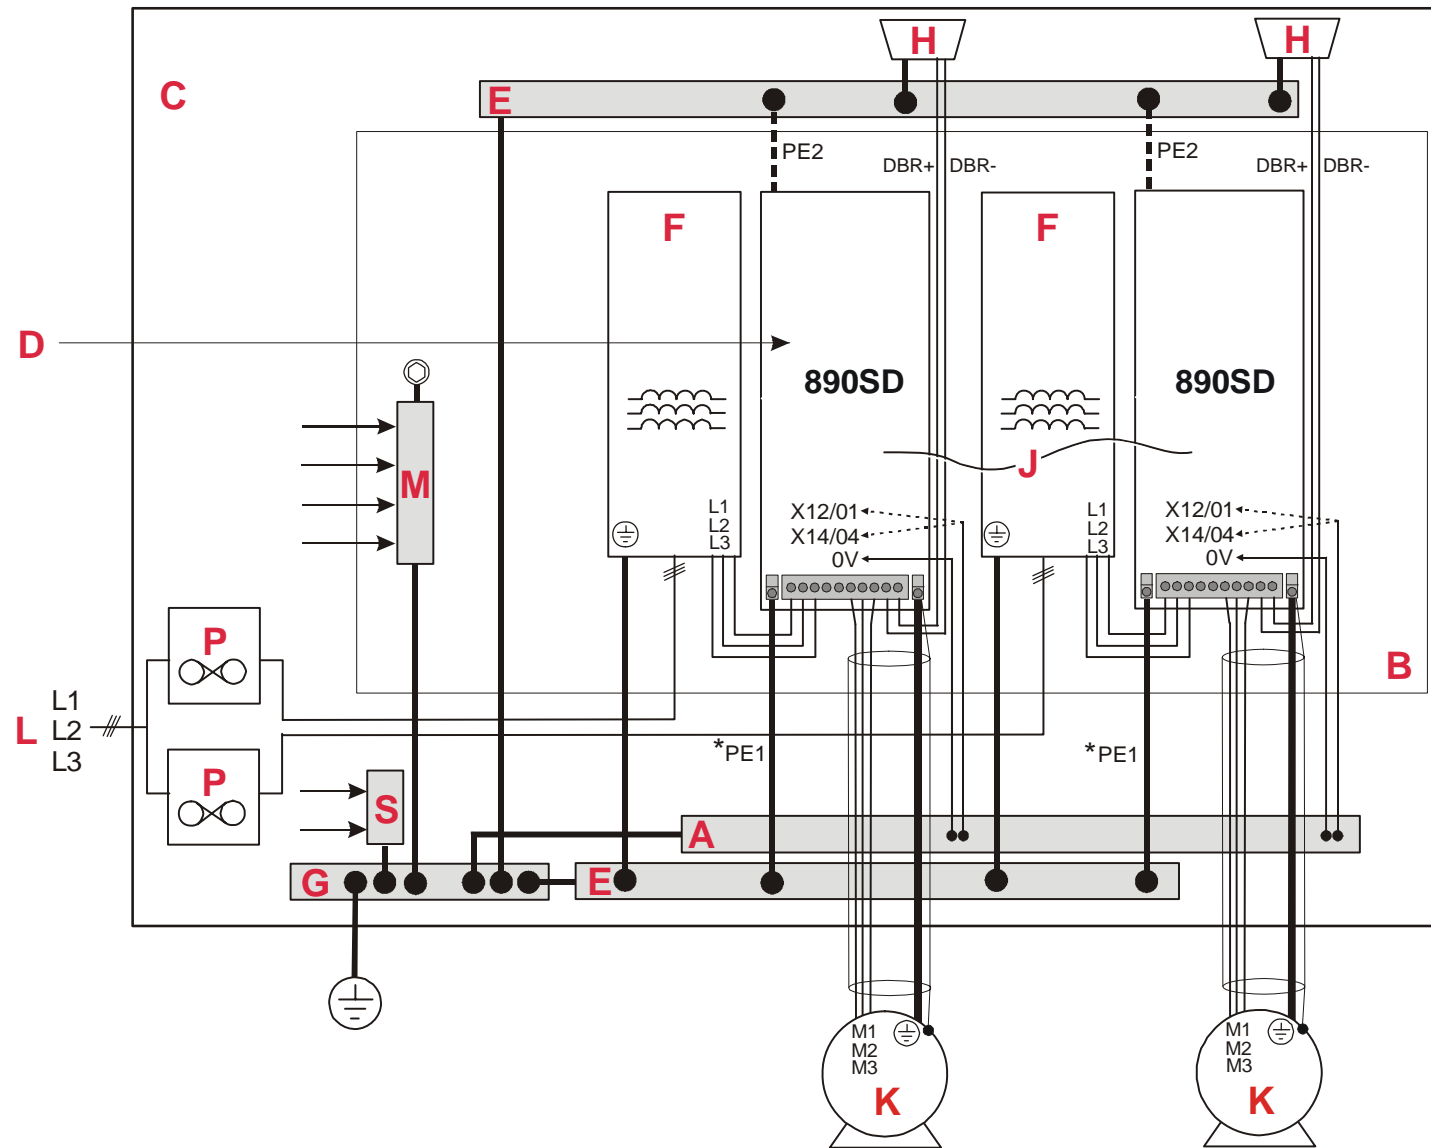 H
H
C
E
PE2
PE2
DBR+
DBR-
DBR+
DBR-
F
F
D
890SD
890SD
J
M
L1
L2
L3
X12/01
X14/04
0V
L1
L2
L3
X12/01
X14/04
0V
P
B
L
L1
L2
L3
*PE1
*PE1
P
S
A
G
E
M1
M2
M3
K
M1
M2
M3
K